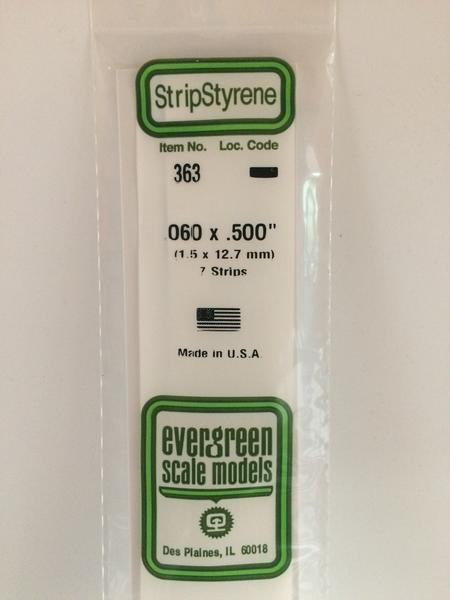 StripStyrene
Item No. Loc. Code
363
.060 x .500"
(1.5 x 12.7 mm)
7 Strips
Made in U.S.A.
evergreen
scale models
Des Plaines, IL 60018